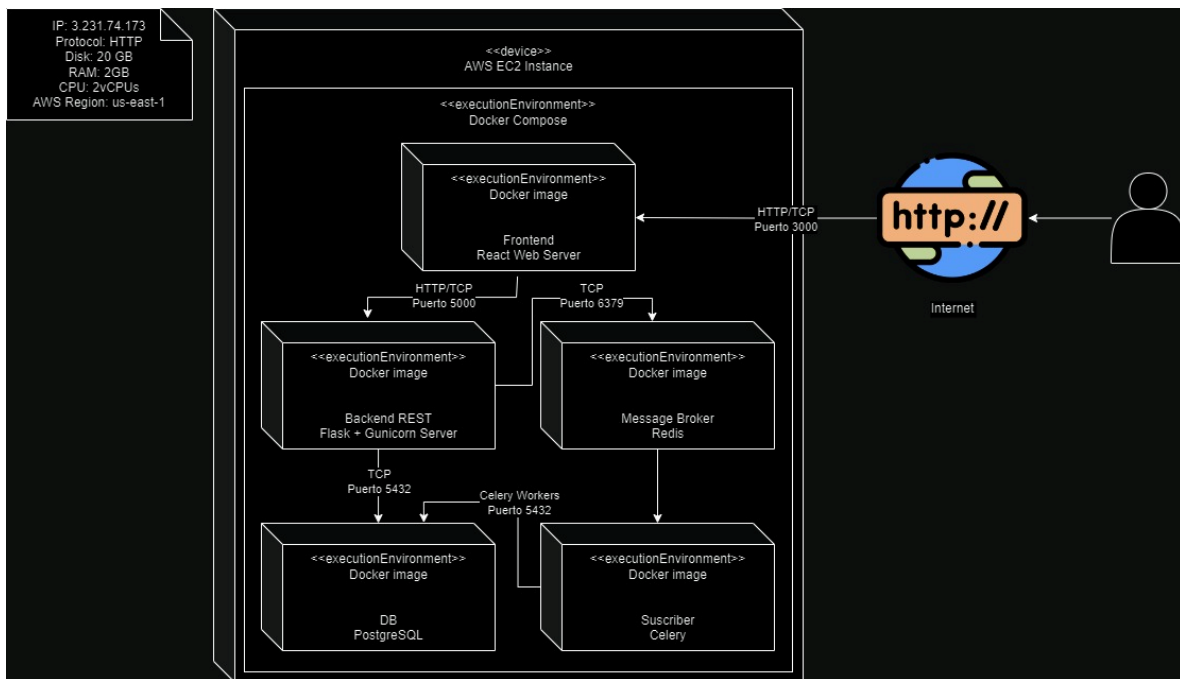 IP: 3.231.74.173
Protocol: HTTP
Disk: 20 GB
RAM: 2GB
CPU: 2vCPUs
AWS Region: us-east-1
<<device>>
AWS EC2 Instance
<<executionEnvironment>>
Docker Compose
<<executionEnvironment>>
Docker image
Frontend
React Web Server
HTTP/TCP
Puerto 3000
http://
Internet
HTTP/TCP
Puerto 5000
TCP
Puerto 6379
<<executionEnvironment>>
Docker image
Backend REST
Flask + Gunicorn Server
<<executionEnvironment>>
Docker image
Message Broker
Redis
TCP
Puerto 5432
Celery Workers
Puerto 5432
<<executionEnvironment>>
Docker image
DB
PostgreSQL
<<executionEnvironment>>
Docker image
Suscriber
Celery